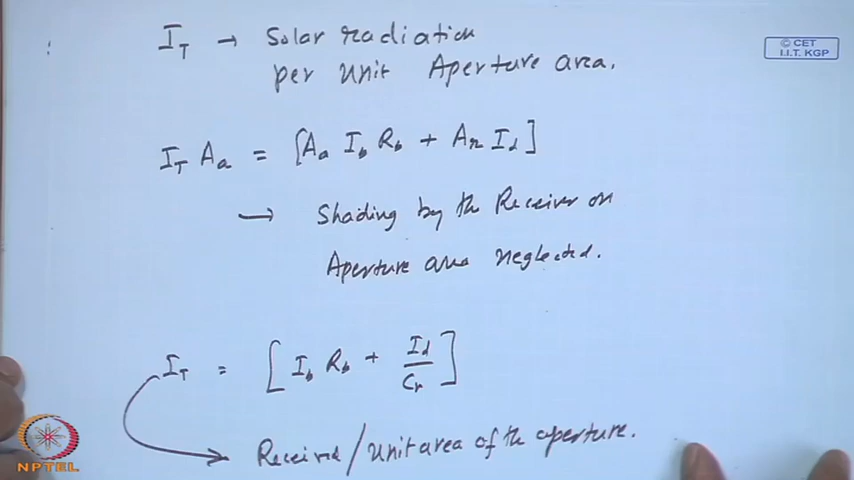 I_T → Solar radiation
per Unit Aperture area.
© CET
I.I.T. KGP
I_T A_a = [A_a I_b R_b + A_r I_d]
→ Shading by the Receiver on
Aperture area neglected.
I_T = [I_b R_b + I_d/C_r]
Received/Unit area of the aperture.
NPTEL